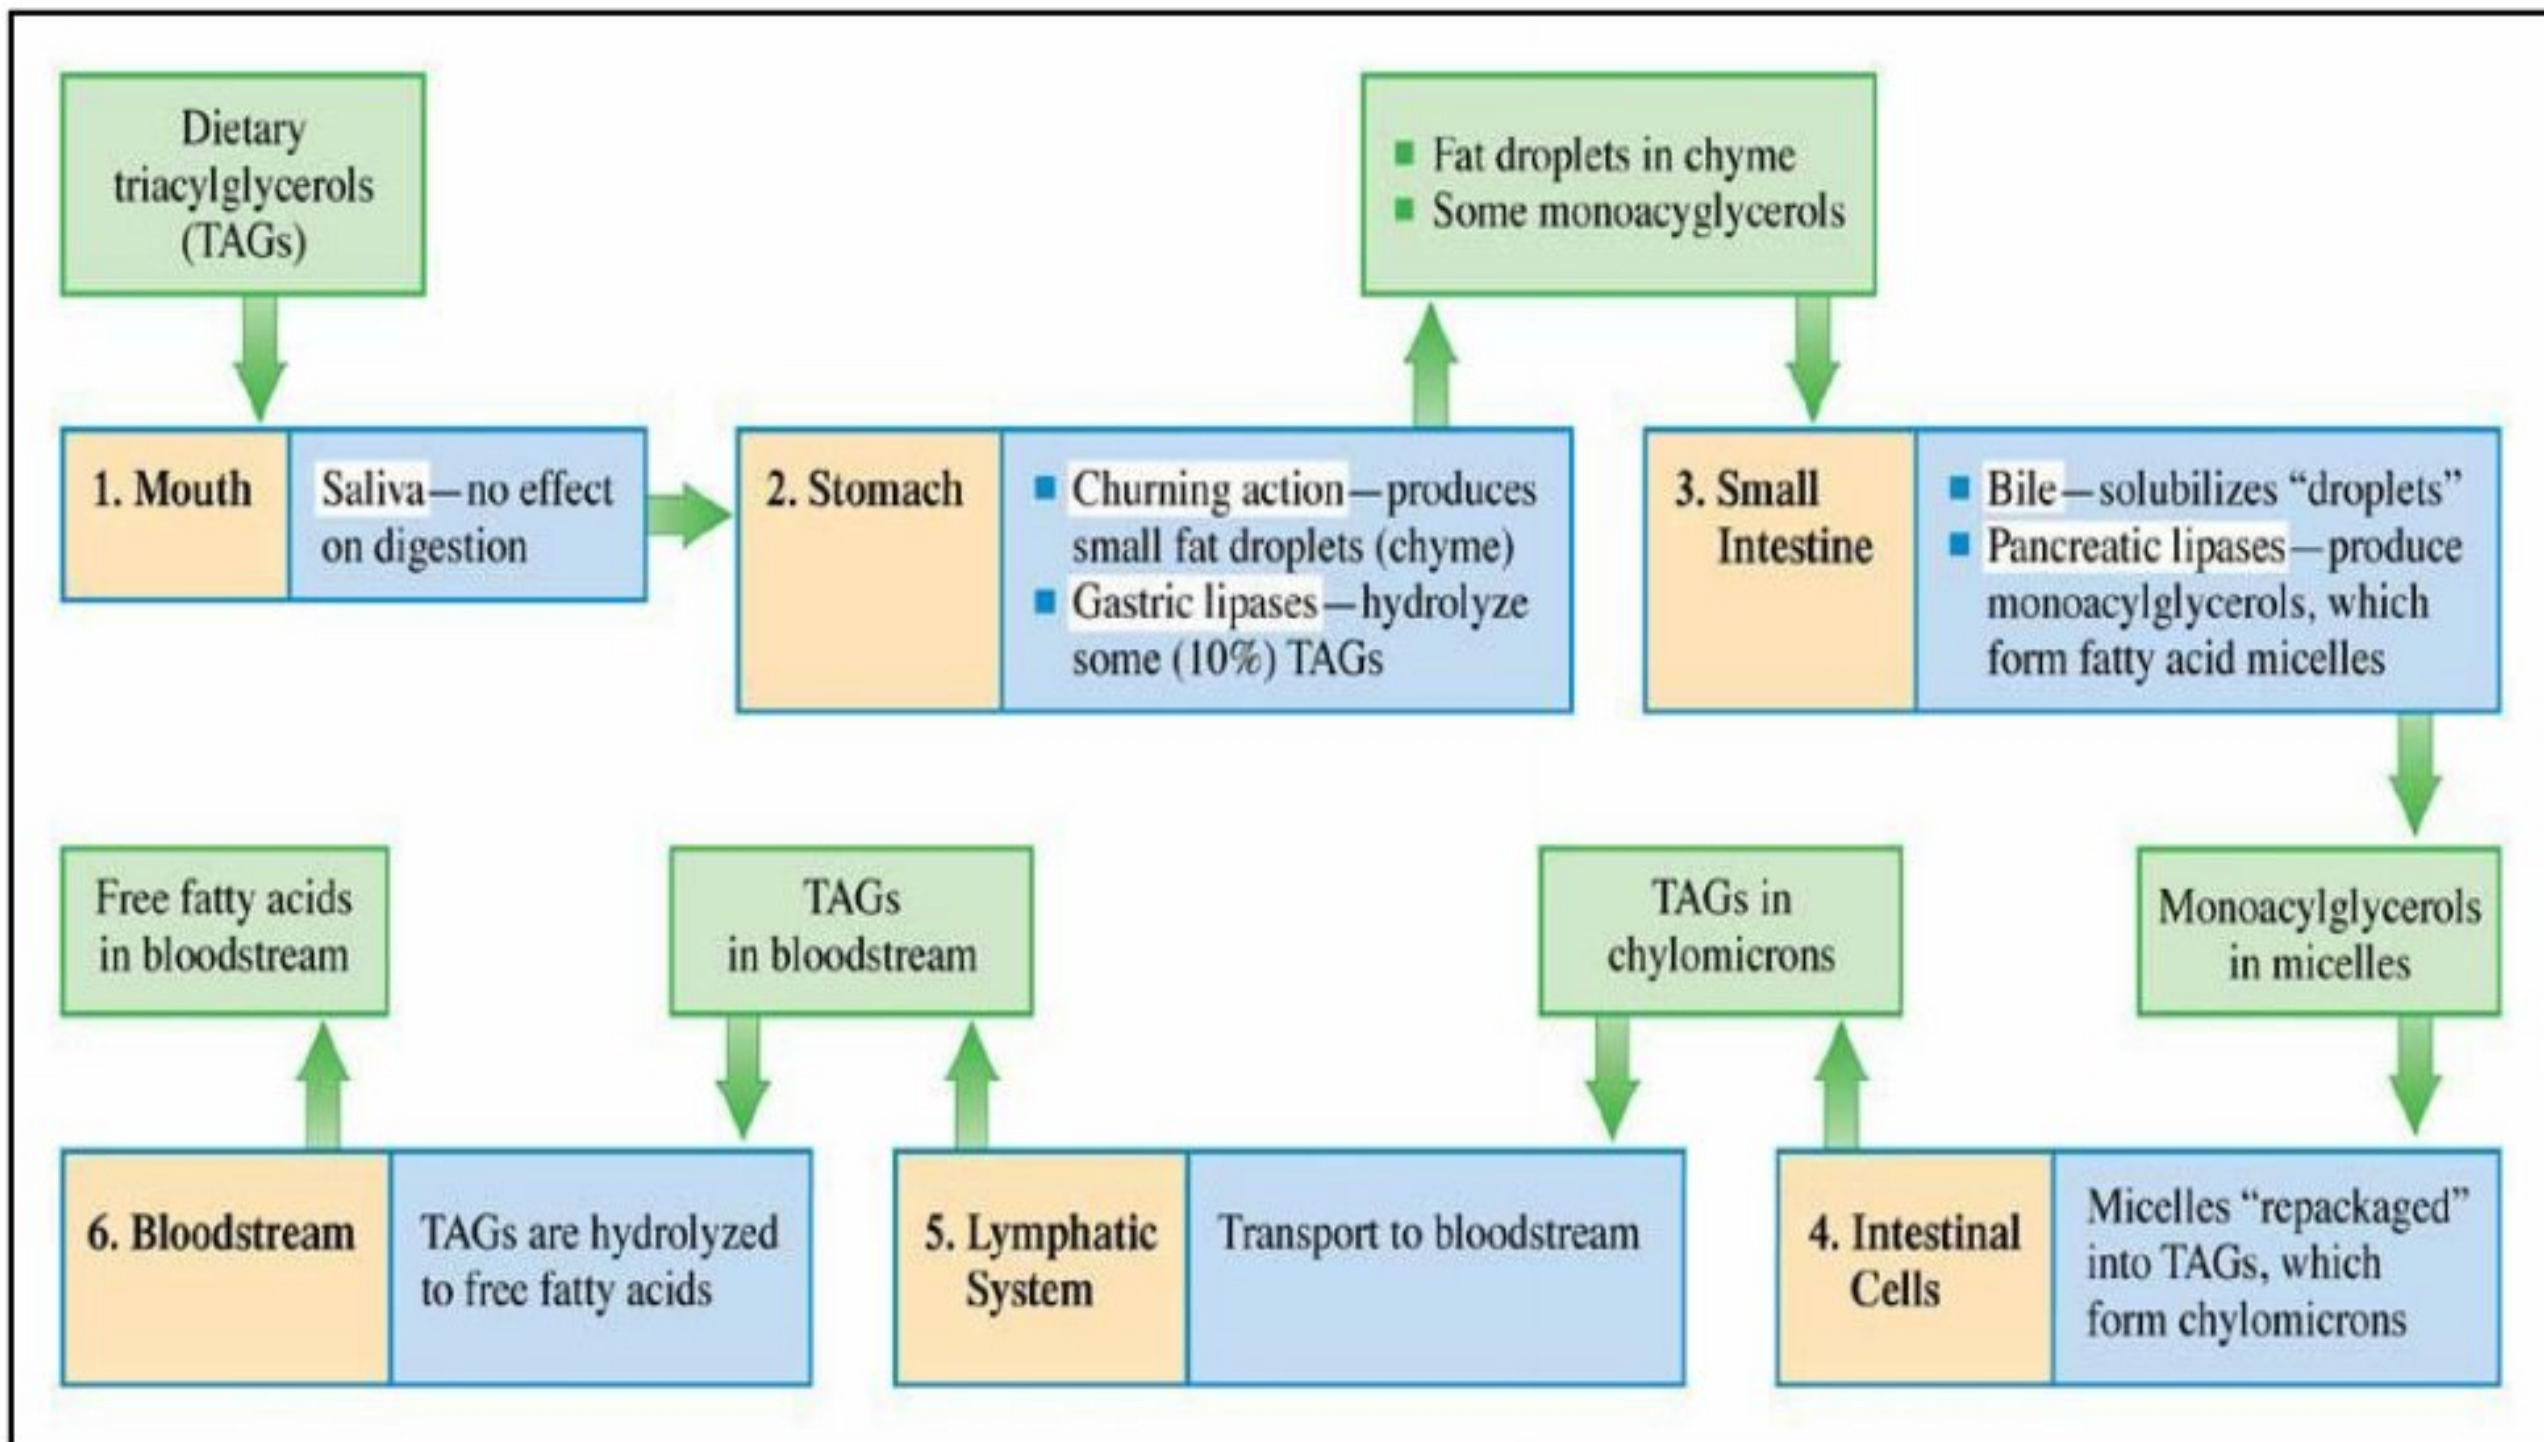 Dietary
triacylglycerols
(TAGs)
■ Fat droplets in chyme
■ Some monoacyglycerols
1. Mouth
Saliva—no effect
on digestion
2. Stomach
■ Churning action—produces
small fat droplets (chyme)
■ Gastric lipases—hydrolyze
some (10%) TAGs
3. Small
Intestine
■ Bile—solubilizes “droplets”
■ Pancreatic lipases—produce
monoacylglycerols, which
form fatty acid micelles
Monoacylglycerols
in micelles
4. Intestinal
Cells
Micelles “repackaged”
into TAGs, which
form chylomicrons
TAGs in
chylomicrons
5. Lymphatic
System
Transport to bloodstream
TAGs
in bloodstream
6. Bloodstream
TAGs are hydrolyzed
to free fatty acids
Free fatty acids
in bloodstream